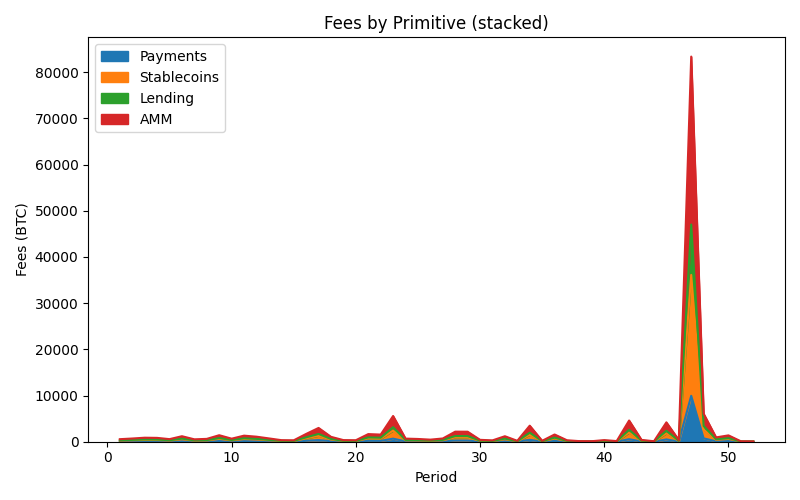 Fees by Primitive (stacked)
Payments
Stablecoins
Lending
AMM
Fees (BTC)
80000
70000
60000
50000
40000
30000
20000
10000
0
0 10 20 30 40 50
Period